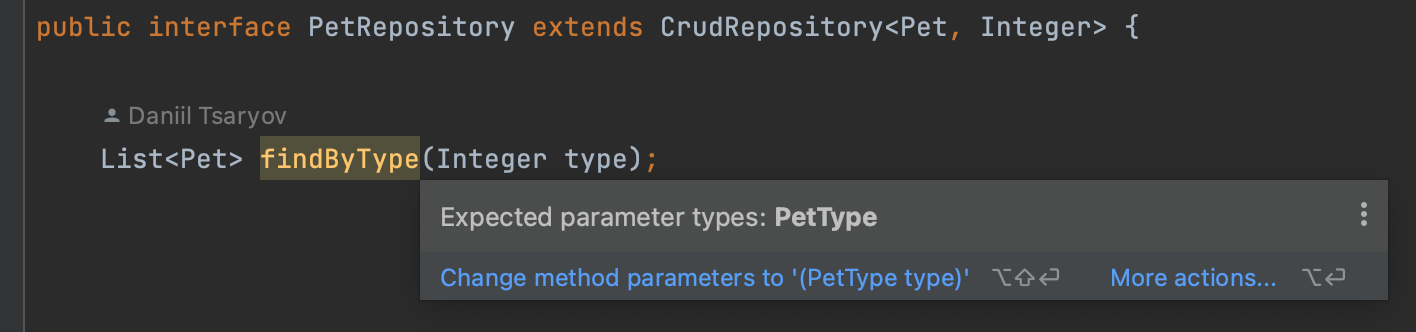 public interface PetRepository extends CrudRepository<Pet, Integer> {
Daniil Tsaryov
List<Pet> findByType(Integer type);
Expected parameter types: PetType
Change method parameters to '(PetType type)' ⌥⇧⏎ More actions... ⌥⏎